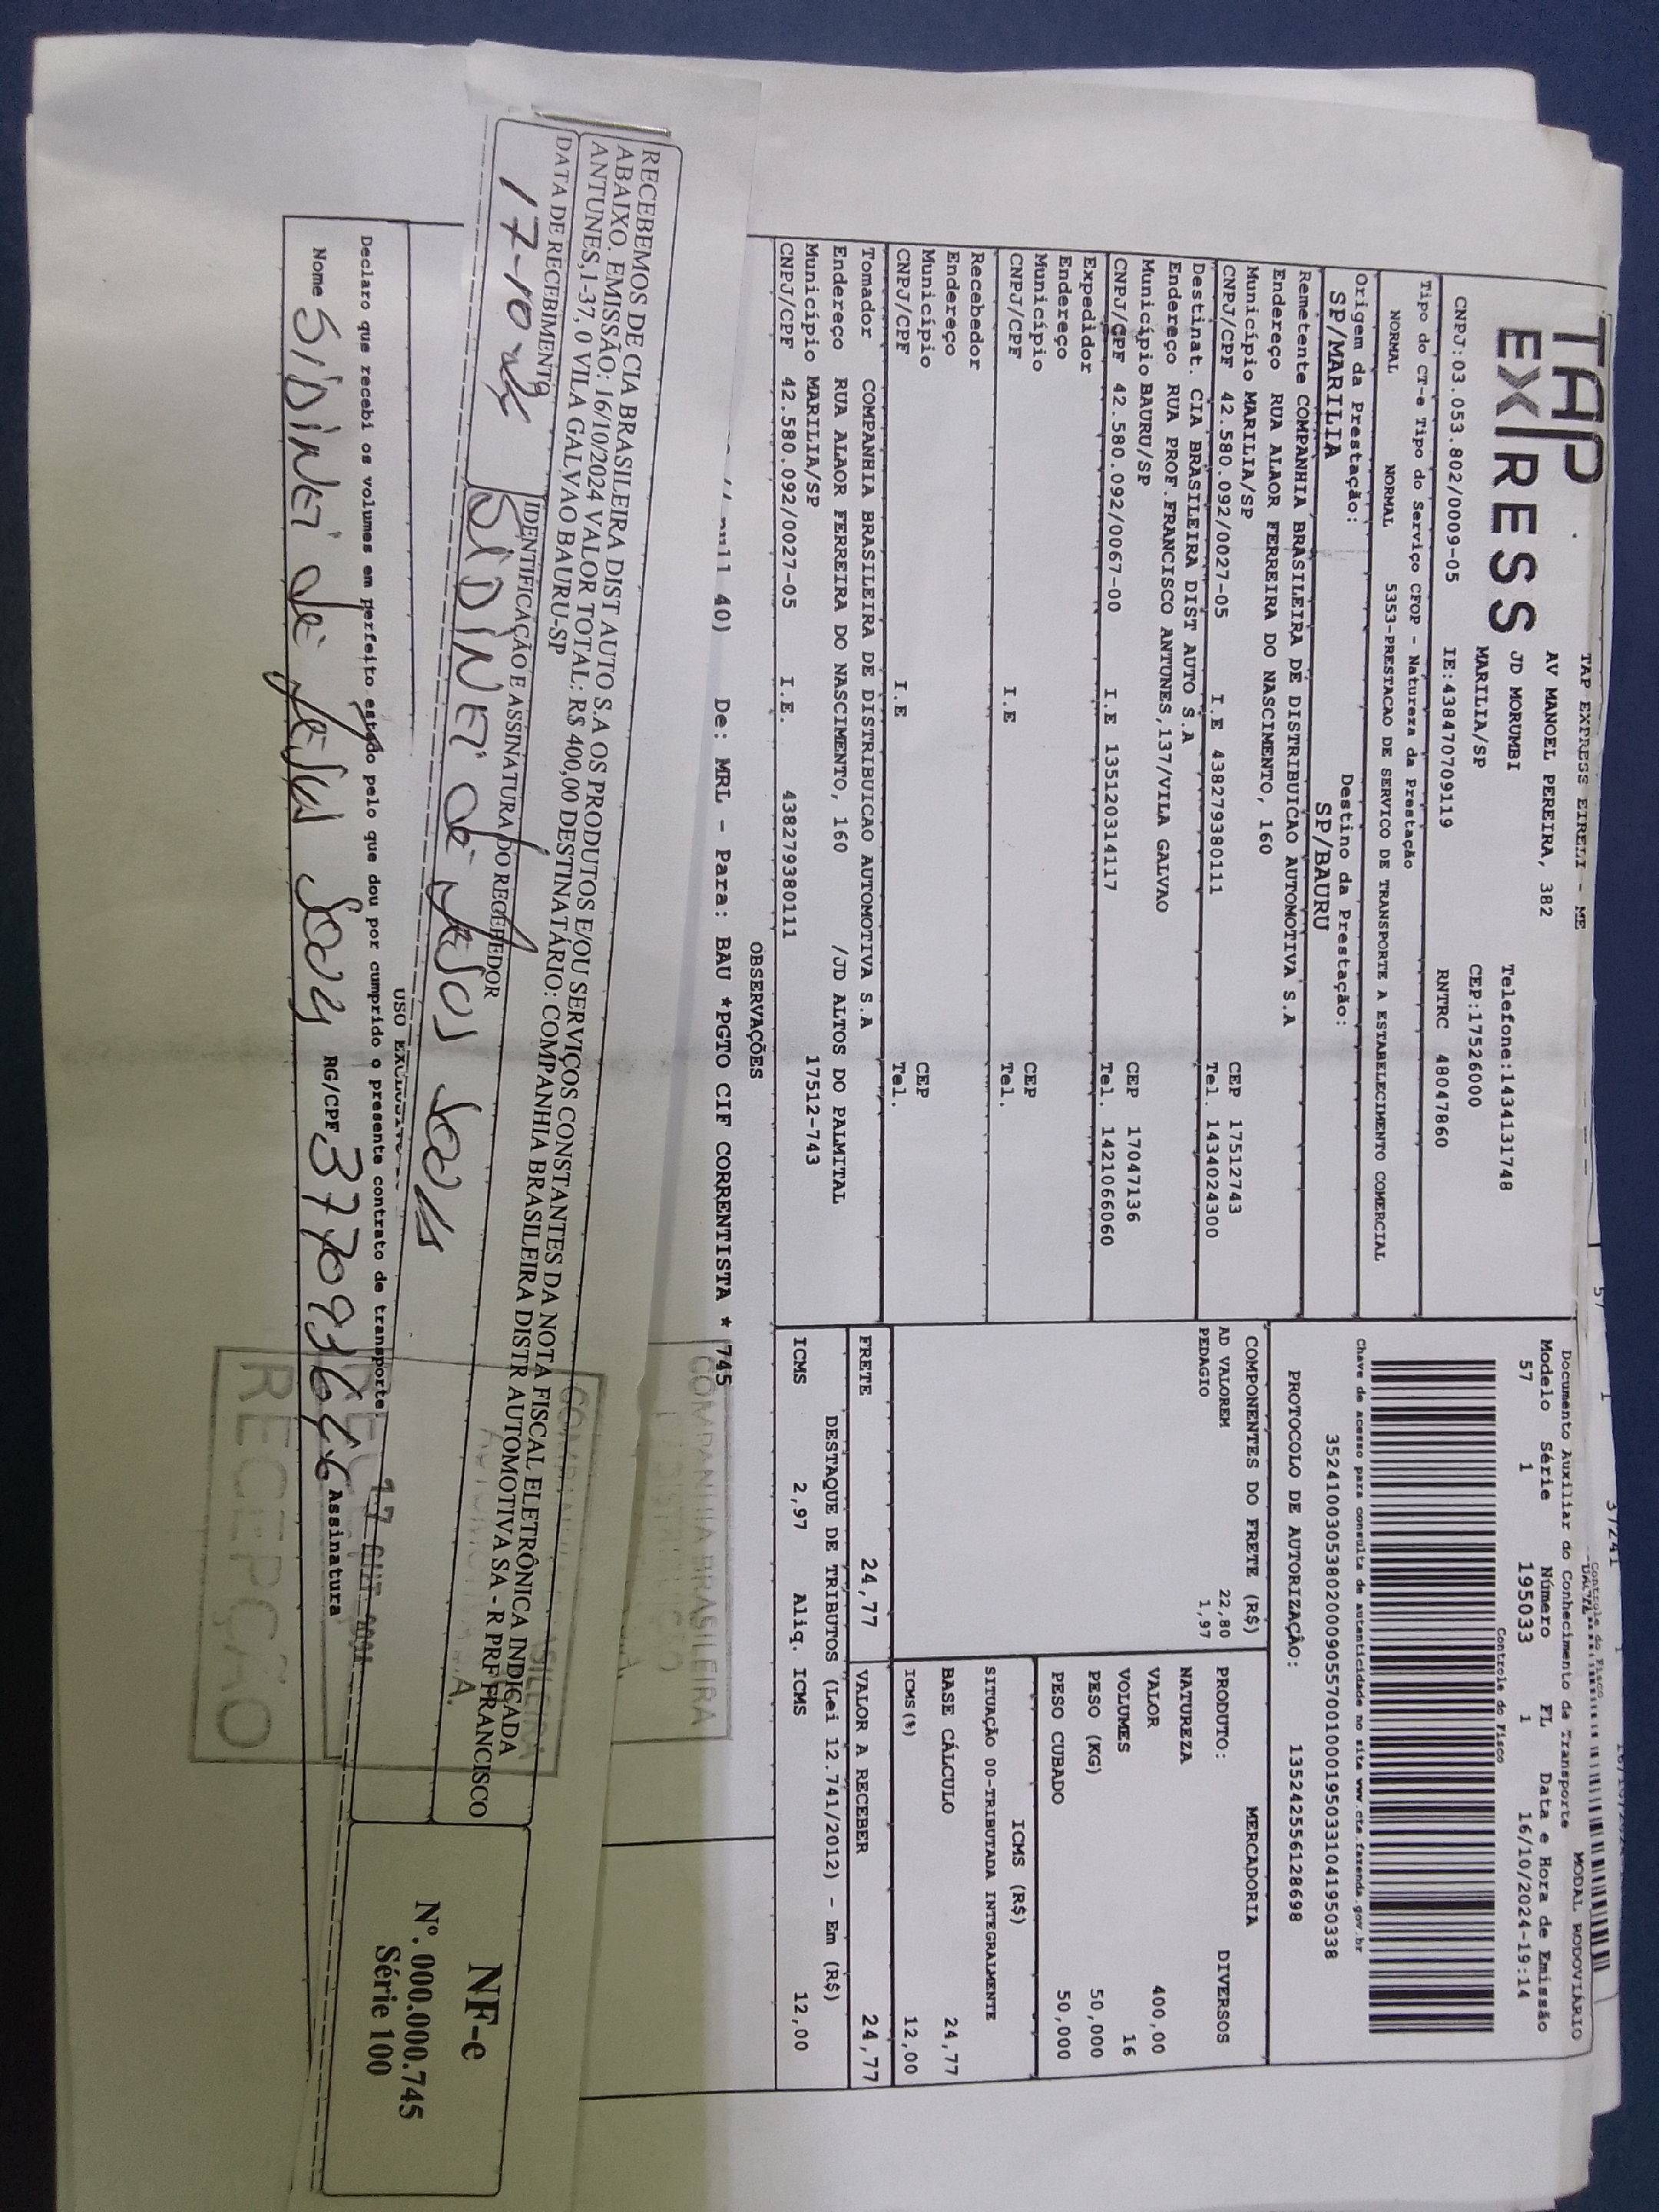 TAP EXPRESS
TAP EXPRESS EIRELI - ME
AV MANOEL PEREIRA, 382
JD MORUMBI
Telefone:1434131748
MARILIA/SP
CEP:17526000
CNPJ:03.053.802/0009-05 IE:438470709119 RNTRC 48047860
Tipo do CT-e Tipo do Serviço CFOP - Natureza da Prestação
NORMAL NORMAL 5353-PRESTACAO DE SERVICO DE TRANSPORTE A ESTABELECIMENTO COMERCIAL
Origem da Prestação: Destino da Prestação:
SP/MARILIA SP/BAURU
Remetente COMPANHIA BRASILEIRA DE DISTRIBUICAO AUTOMOTIVA S.A
Endereço RUA ALAOR FERREIRA DO NASCIMENTO, 160
Município MARILIA/SP CEP 17512743
CNPJ/CPF 42.580.092/0027-05 I.E 438279380111 Tel. 1434024300
Destinat. CIA BRASILEIRA DIST AUTO S.A
Endereço RUA PROF.FRANCISCO ANTUNES,137/VILA GALVAO
Município BAURU/SP CEP 17047136
CNPJ/CPF 42.580.092/0067-00 I.E 135120314117 Tel. 1421066060
Expedidor
Endereço
Município CEP
CNPJ/CPF I.E Tel.
Recebedor
Endereço
Município CEP
CNPJ/CPF I.E Tel.
Tomador COMPANHIA BRASILEIRA DE DISTRIBUICAO AUTOMOTIVA S.A
Endereço RUA ALAOR FERREIRA DO NASCIMENTO, 160 /JD ALTOS DO PALMITAL
Município MARILIA/SP 17512-743
CNPJ/CPF 42.580.092/0027-05 I.E. 438279380111
Controle do Fisco
DACTE
MODAL RODOVIÁRIO
Documento Auxiliar do Conhecimento da Transporte
Modelo Série Número FL Data e Hora de Emissão
57 1 195033 1 16/10/2024-19:14
Controle do Fisco
Chave de acesso para consulta de autenticidade no site www.cte.fazenda.gov.br
35241003053802000905570010001950331041950338
PROTOCOLO DE AUTORIZAÇÃO: 135242556128698
COMPONENTES DO FRETE (R$)
AD VALOREM 22,80
PEDAGIO 1,97
MERCADORIA
PRODUTO: DIVERSOS
NATUREZA
VALOR 400,00
VOLUMES 16
PESO (KG) 50,000
PESO CUBADO 50,000
ICMS (R$)
SITUAÇÃO 00-TRIBUTADA INTEGRALMENTE
BASE CÁLCULO 24,77
ICMS(%) 12,00
FRETE 24,77 VALOR A RECEBER 24,77
DESTAQUE DE TRIBUTOS (Lei 12.741/2012) - Em (R$)
ICMS 2,97 Aliq. ICMS 12,00
OBSERVAÇÕES
null 40) De: MRL - Para: BAU *PGTO CIF CORRENTISTA * 745
COMPANHIA BRASILEIRA
RECEBEMOS DE CIA BRASILEIRA DIST AUTO S.A OS PRODUTOS E/OU SERVIÇOS CONSTANTES DA NOTA FISCAL ELETRÔNICA INDICADA
ABAIXO. EMISSÃO: 16/10/2024 VALOR TOTAL: R$ 400,00 DESTINATÁRIO: COMPANHIA BRASILEIRA DISTR AUTOMOTIVA SA - R PRF FRANCISCO
ANTUNES,1-37, 0 VILA GALVAO BAURU-SP
DATA DE RECEBIMENTO IDENTIFICAÇÃO E ASSINATURA DO RECEBEDOR
17-10-24 SIDINEI de Jesus
NF-e
Nº. 000.000.745
Série 100
USO
Declaro que recebi os volumes em perfeito estado pelo que dou por cumprido o presente contrato de transporte.
Nome SIDINEI de Jesus RG/CPF Assinatura
RECEPÇÃO